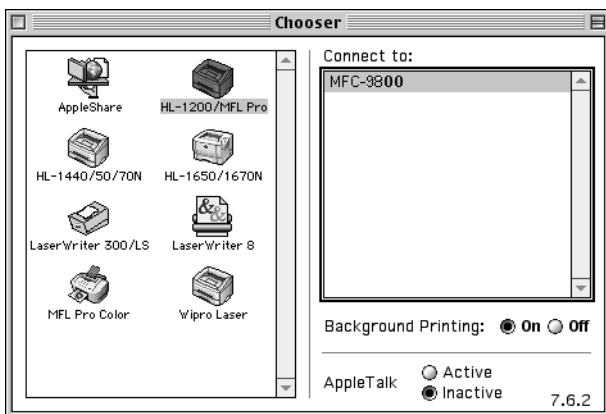 Chooser
AppleShare
HL-1200/MFL Pro
HL-1440/50/70N
HL-1650/1670N
LaserWriter 300/LS
LaserWriter 8
MFL Pro Color
Wipro Laser
Connect to:
MFC-9800
Background Printing: On Off
AppleTalk
Active
Inactive
7.6.2